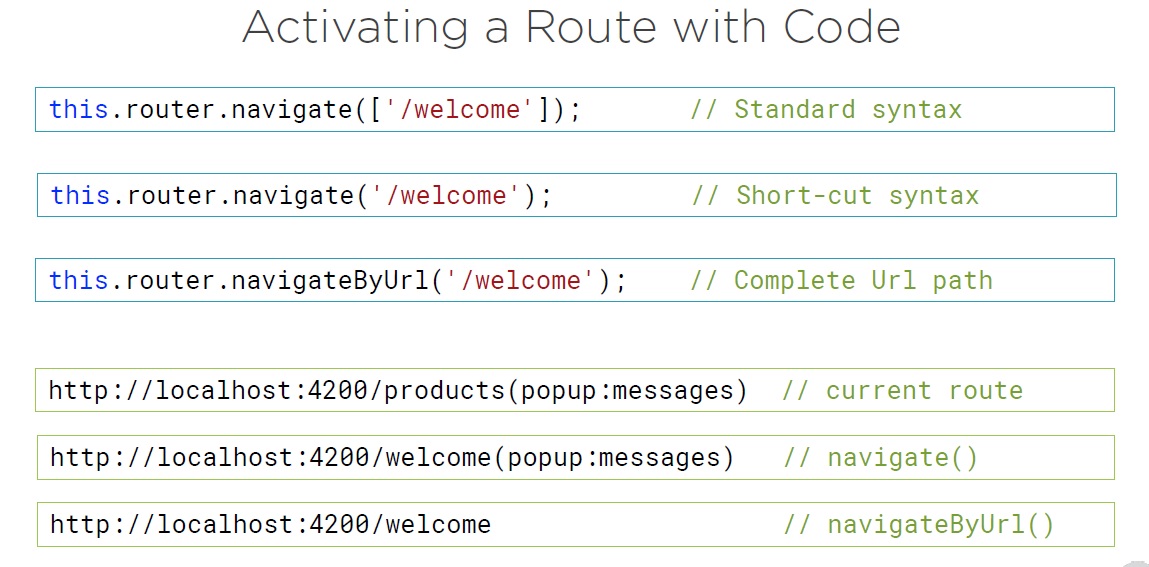 Activating a Route with Code
this.router.navigate(['/welcome']); // Standard syntax
this.router.navigate('/welcome'); // Short-cut syntax
this.router.navigateByUrl('/welcome'); // Complete Url path
http://localhost:4200/products(popup:messages) // current route
http://localhost:4200/welcome(popup:messages) // navigate()
http://localhost:4200/welcome // navigateByUrl()